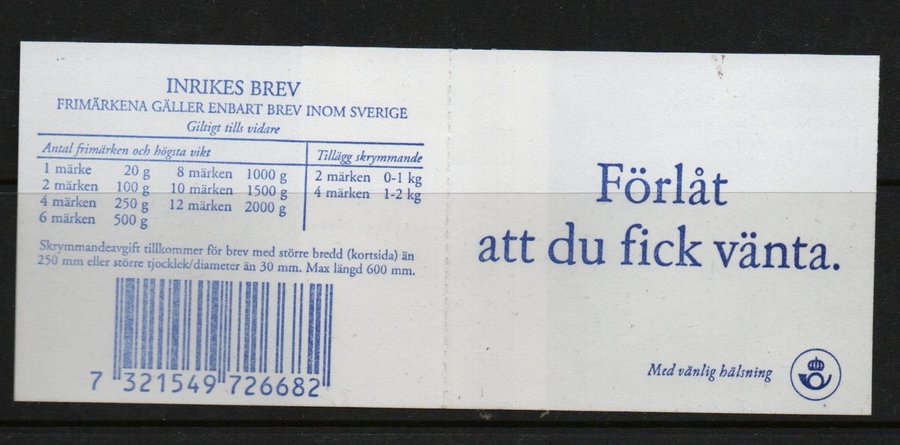 INRIKES BREV
FRIMÄRKENA GÄLLER ENBART BREV INOM SVERIGE
Giltigt tills vidare
Antal frimärken och högsta vikt
1 märke 20 g 8 märken 1000 g
2 märken 100 g 10 märken 1500 g
4 märken 250 g 12 märken 2000 g
6 märken 500 g
Tillägg skrymmande
2 märken 0-1 kg
4 märken 1-2 kg
Skrymmandeavgift tillkommer för brev med större bredd (kortsida) än
250 mm eller större tjocklek/diameter än 30 mm. Max längd 600 mm.
7 321549 726682
Förlåt
att du fick vänta.
Med vänlig hälsning